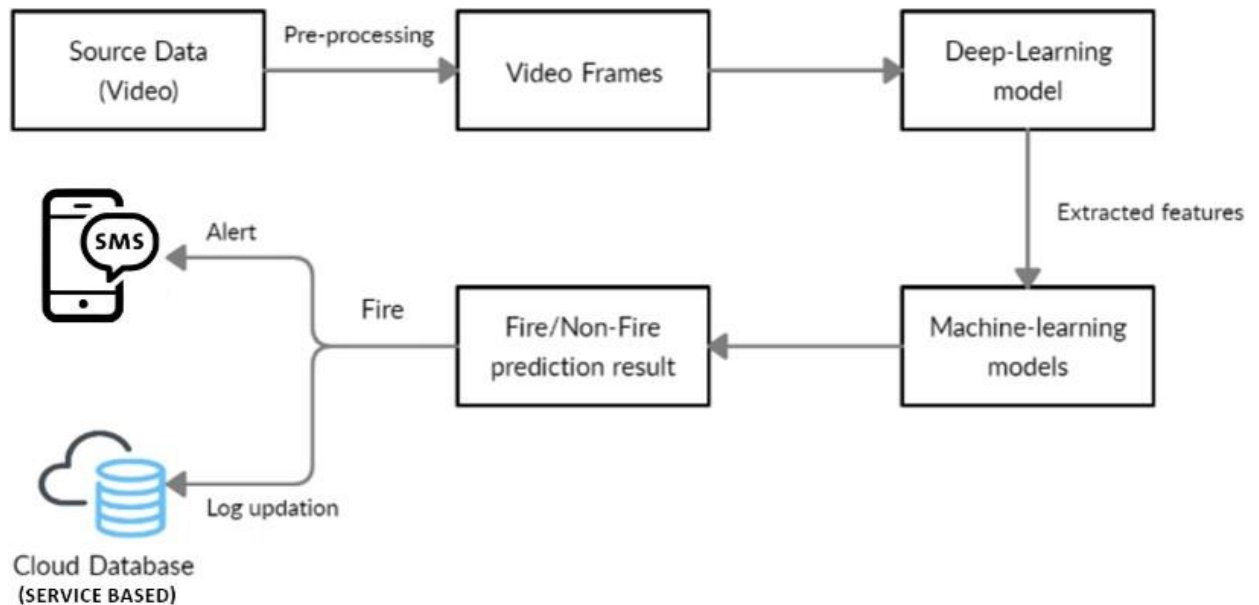 Source Data
(Video)
Pre-processing
Video Frames
Deep-Learning
model
Extracted features
SMS
Alert
Fire
Fire/Non-Fire
prediction result
Machine-learning
models
Log updation
Cloud Database
(SERVICE BASED)